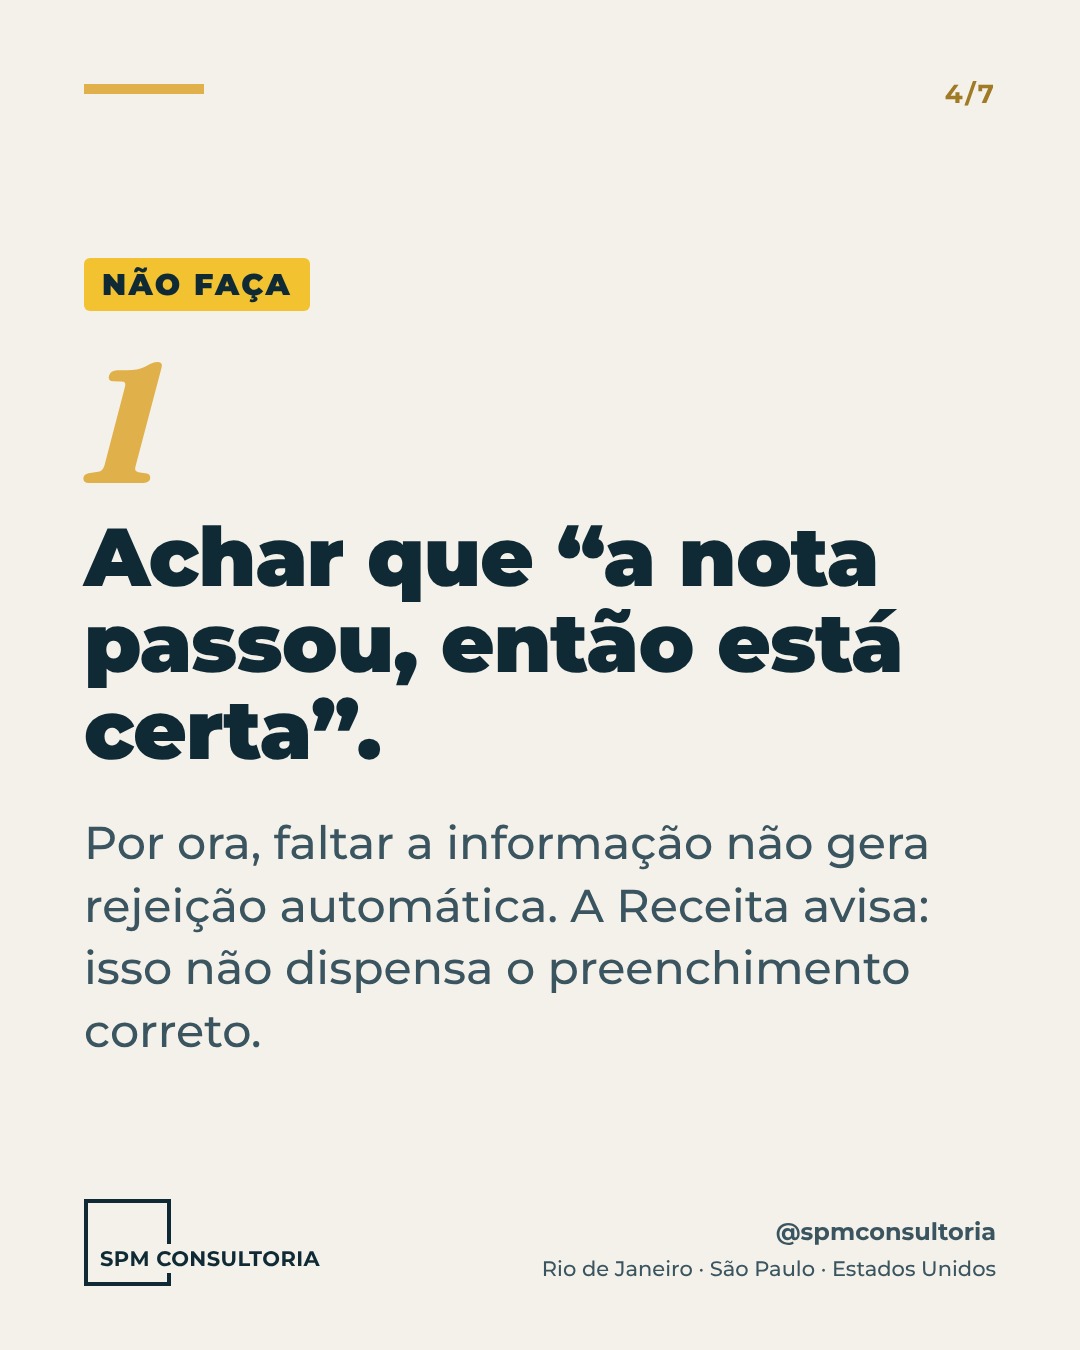 4/7
NÃO FAÇA
1
Achar que “a nota
passou, então está
certa”.
Por ora, faltar a informação não gera
rejeição automática. A Receita avisa:
isso não dispensa o preenchimento
correto.
SPM CONSULTORIA
@spmconsultoria
Rio de Janeiro · São Paulo · Estados Unidos